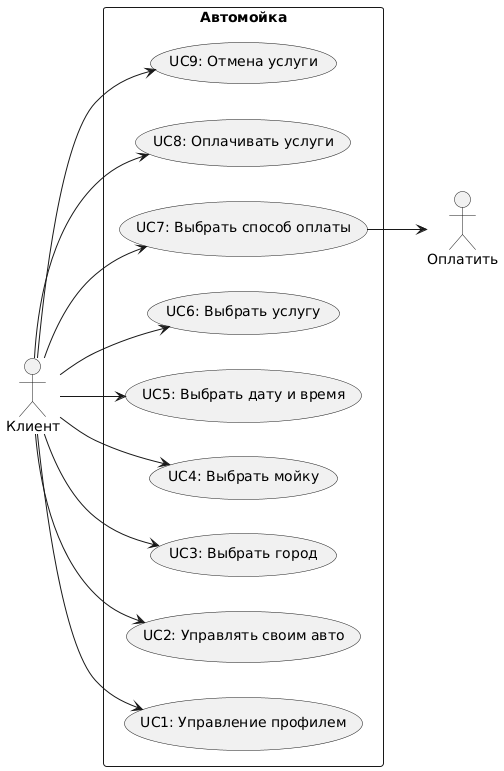 Автомойка
UC9: Отмена услуги
UC8: Оплачивать услуги
UC7: Выбрать способ оплаты
Оплатить
UC6: Выбрать услугу
UC5: Выбрать дату и время
Клиент
UC4: Выбрать мойку
UC3: Выбрать город
UC2: Управлять своим авто
UC1: Управление профилем